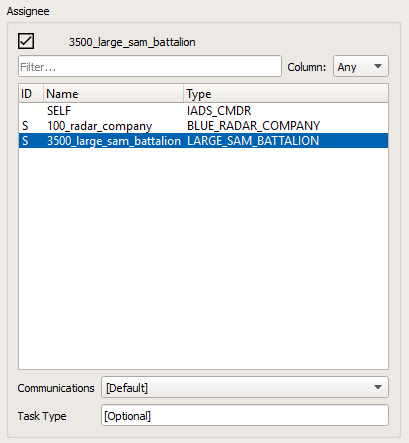 Assignee
3500_large_sam_battalion
Filter...
Column: Any
ID Name Type
SELF IADS_CMDR
S 100_radar_company BLUE_RADAR_COMPANY
S 3500_large_sam_battalion LARGE_SAM_BATTALION
Communications [Default]
Task Type [Optional]